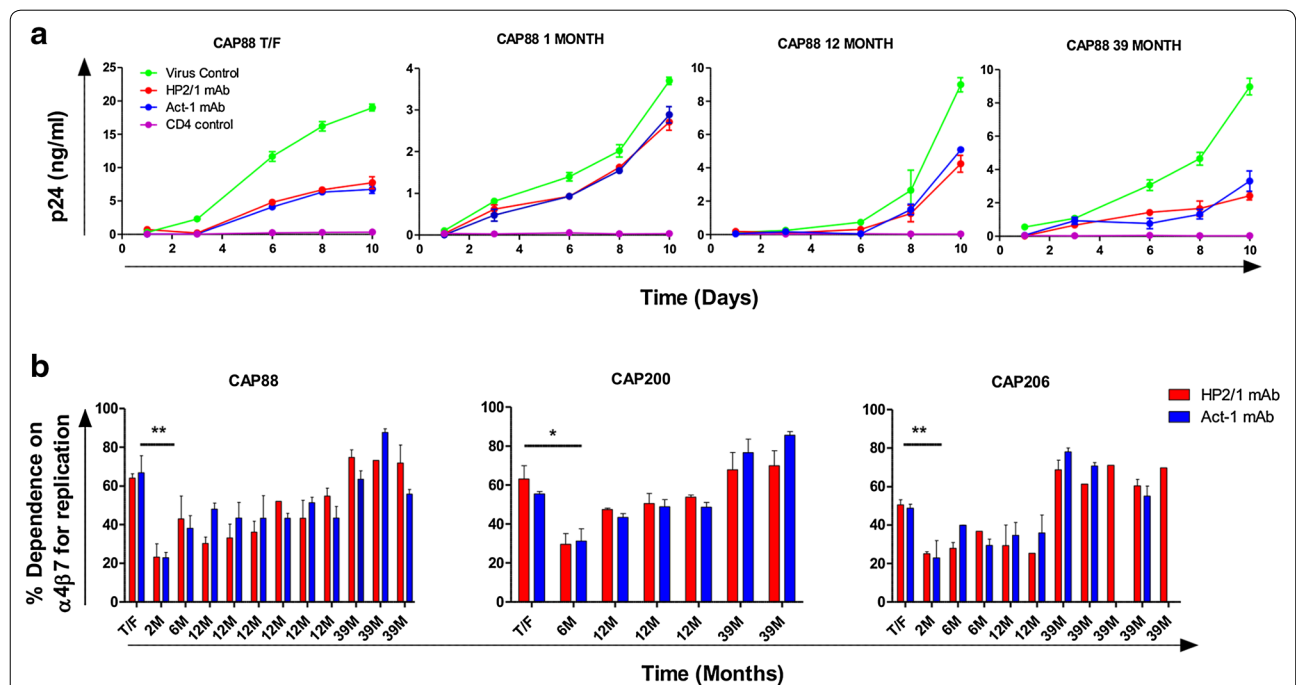 a
CAP88 T/F
CAP88 1 MONTH
CAP88 12 MONTH
CAP88 39 MONTH
p24 (ng/ml)
25
20
15
10
5
0
0 2 4 6 8 10
Virus Control
HP2/1 mAb
Act-1 mAb
CD4 control
4
3
2
1
0
0 2 4 6 8 10
10
8
6
4
2
0
0 2 4 6 8 10
10
8
6
4
2
0
0 2 4 6 8 10
Time (Days)
b
CAP88
CAP200
CAP206
HP2/1 mAb
Act-1 mAb
% Dependence on
α4β7 for replication
100
80
60
40
20
0
**
T/F 2M 6M 12M 12M 12M 12M 12M 12M 39M 39M 39M
100
80
60
40
20
0
*
T/F 6M 12M 12M 12M 39M 39M
100
80
60
40
20
0
**
T/F 2M 6M 6M 12M 12M 39M 39M 39M 39M 39M
Time (Months)